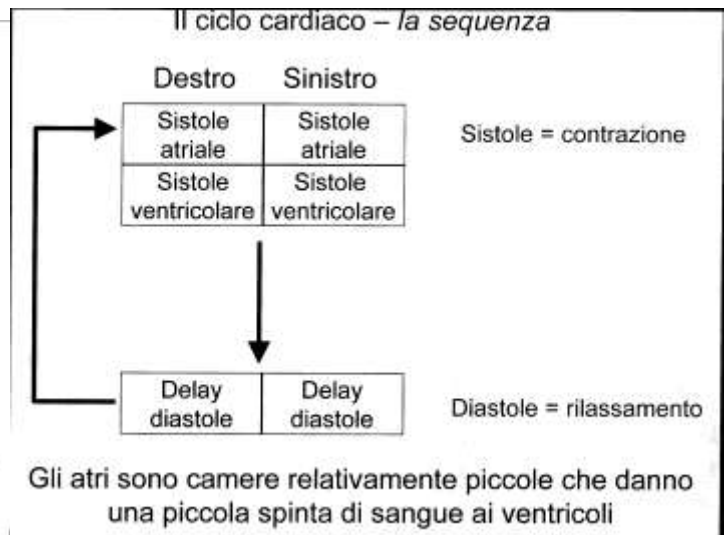 Il ciclo cardiaco – la sequenza
Destro
Sinistro
Sistole
atriale
Sistole
atriale
Sistole = contrazione
Sistole
ventricolare
Sistole
ventricolare
Delay
diastole
Delay
diastole
Diastole = rilassamento
Gli atri sono camere relativamente piccole che danno
una piccola spinta di sangue ai ventricoli